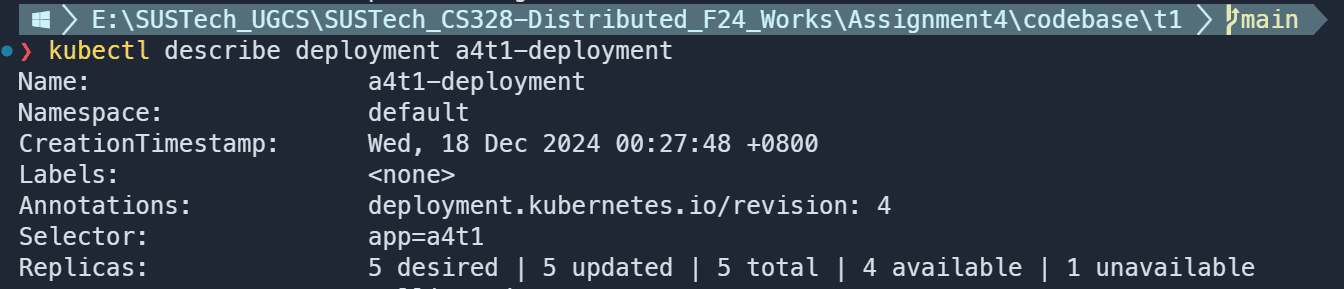 E:\SUSTech_UGCS\SUSTech_CS328-Distributed_F24_Works\Assignment4\codebase\t1 main
❯ kubectl describe deployment a4t1-deployment
Name: a4t1-deployment
Namespace: default
CreationTimestamp: Wed, 18 Dec 2024 00:27:48 +0800
Labels: <none>
Annotations: deployment.kubernetes.io/revision: 4
Selector: app=a4t1
Replicas: 5 desired | 5 updated | 5 total | 4 available | 1 unavailable